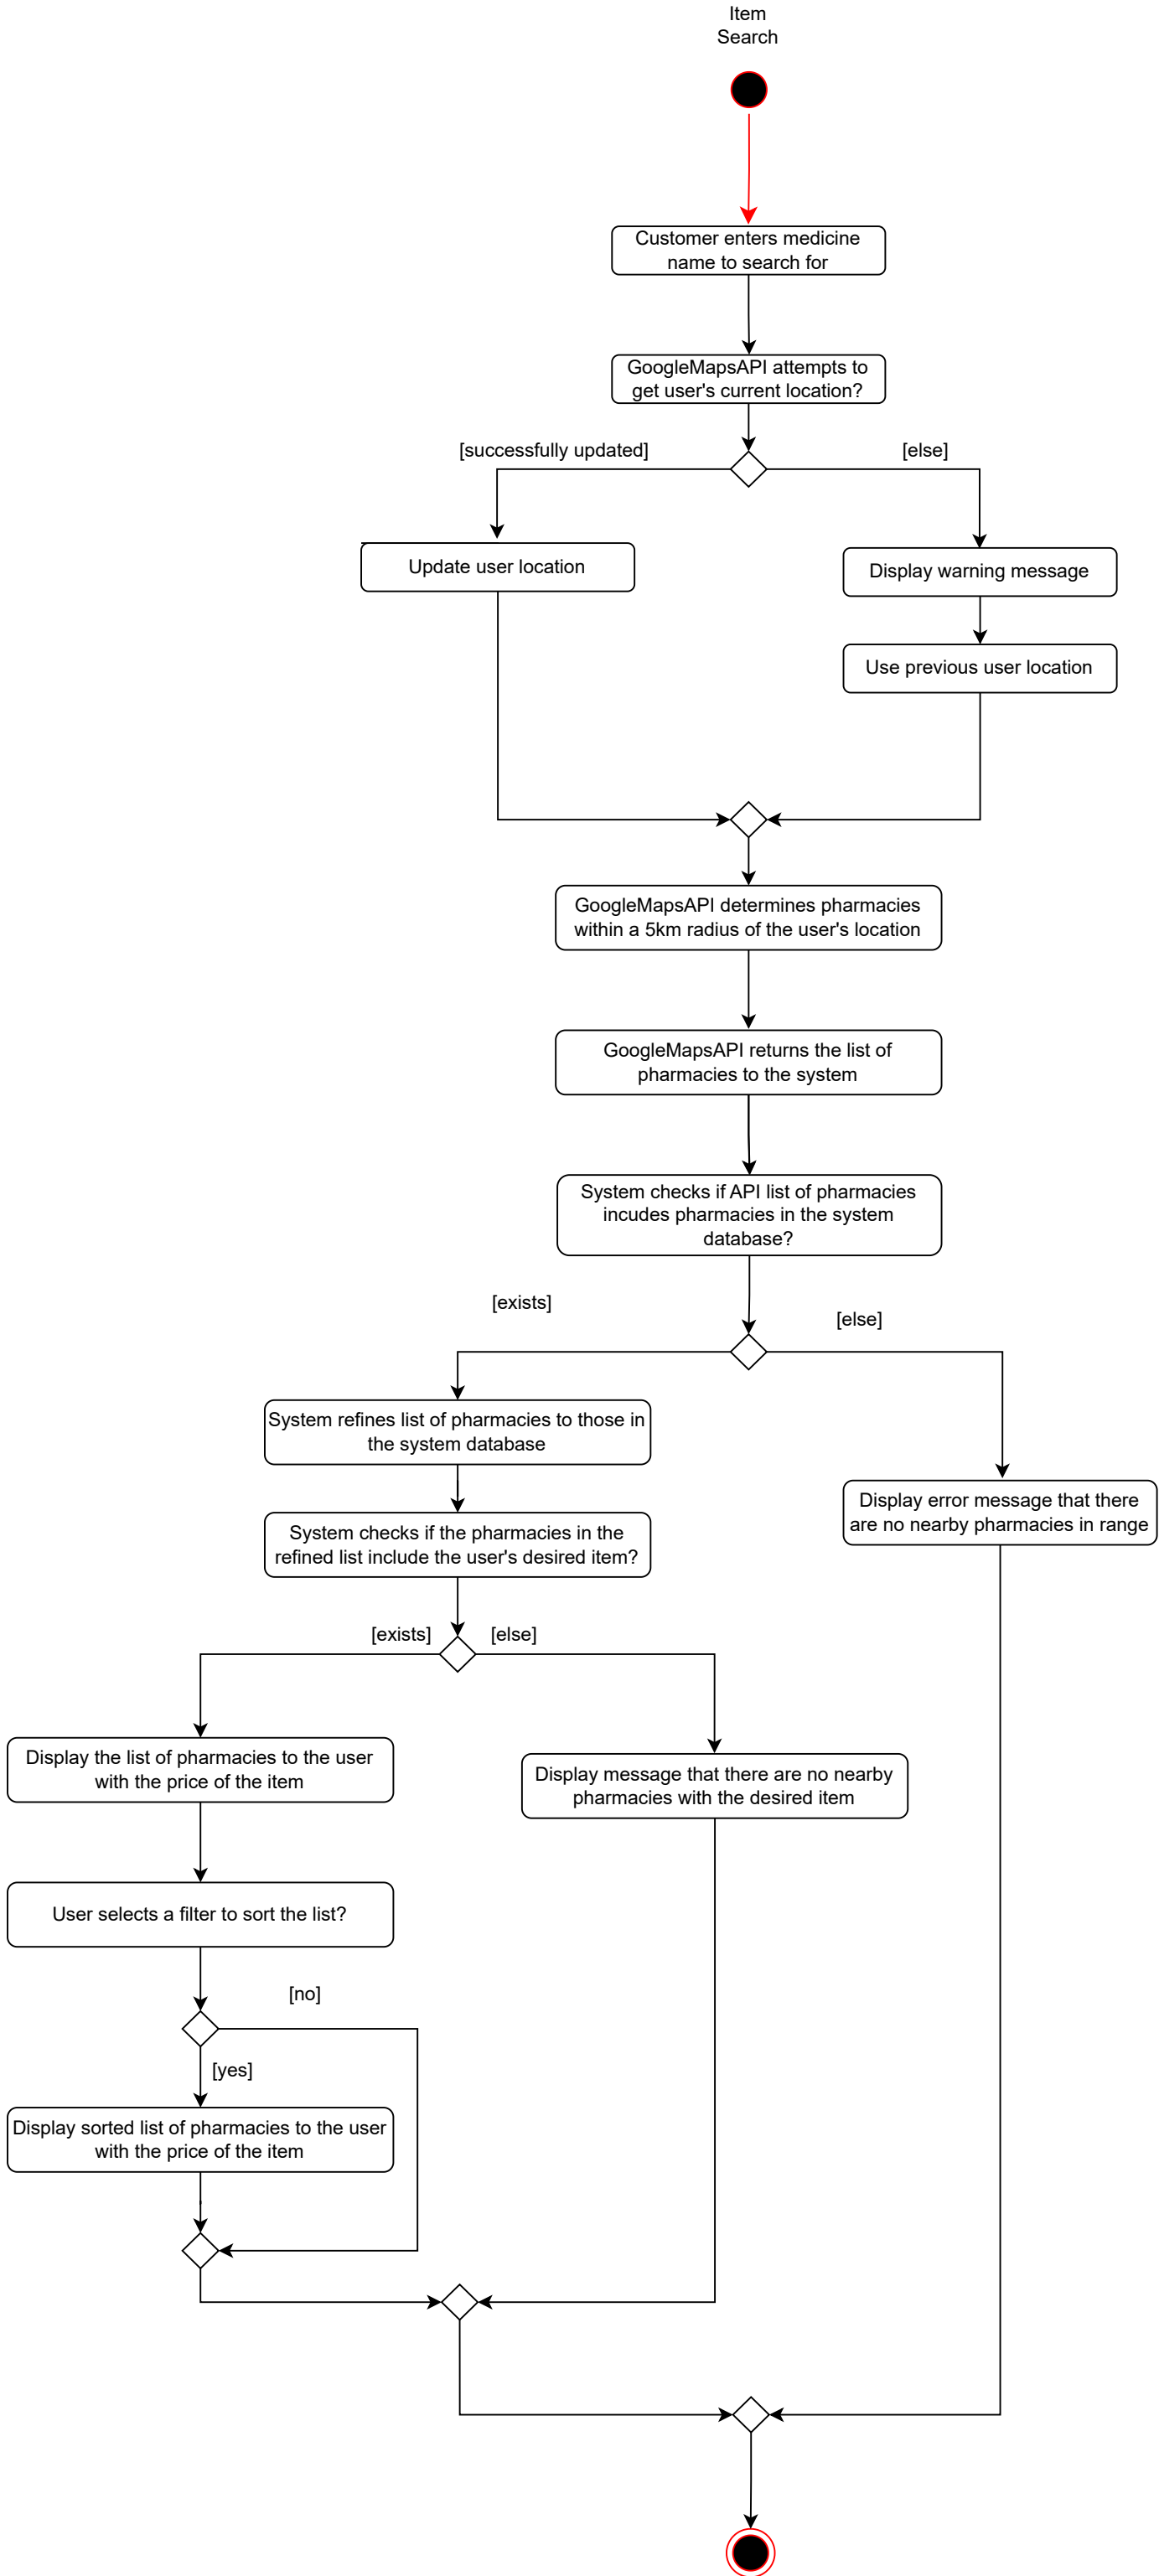 Item
Search
Customer enters medicine
name to search for
GoogleMapsAPI attempts to
get user's current location?
[successfully updated]
[else]
Update user location
Display warning message
Use previous user location
GoogleMapsAPI determines pharmacies
within a 5km radius of the user's location
GoogleMapsAPI returns the list of
pharmacies to the system
System checks if API list of pharmacies
incudes pharmacies in the system
database?
[exists]
[else]
System refines list of pharmacies to those in
the system database
Display error message that there
are no nearby pharmacies in range
System checks if the pharmacies in the
refined list include the user's desired item?
[exists]
[else]
Display the list of pharmacies to the user
with the price of the item
Display message that there are no nearby
pharmacies with the desired item
User selects a filter to sort the list?
[no]
[yes]
Display sorted list of pharmacies to the user
with the price of the item